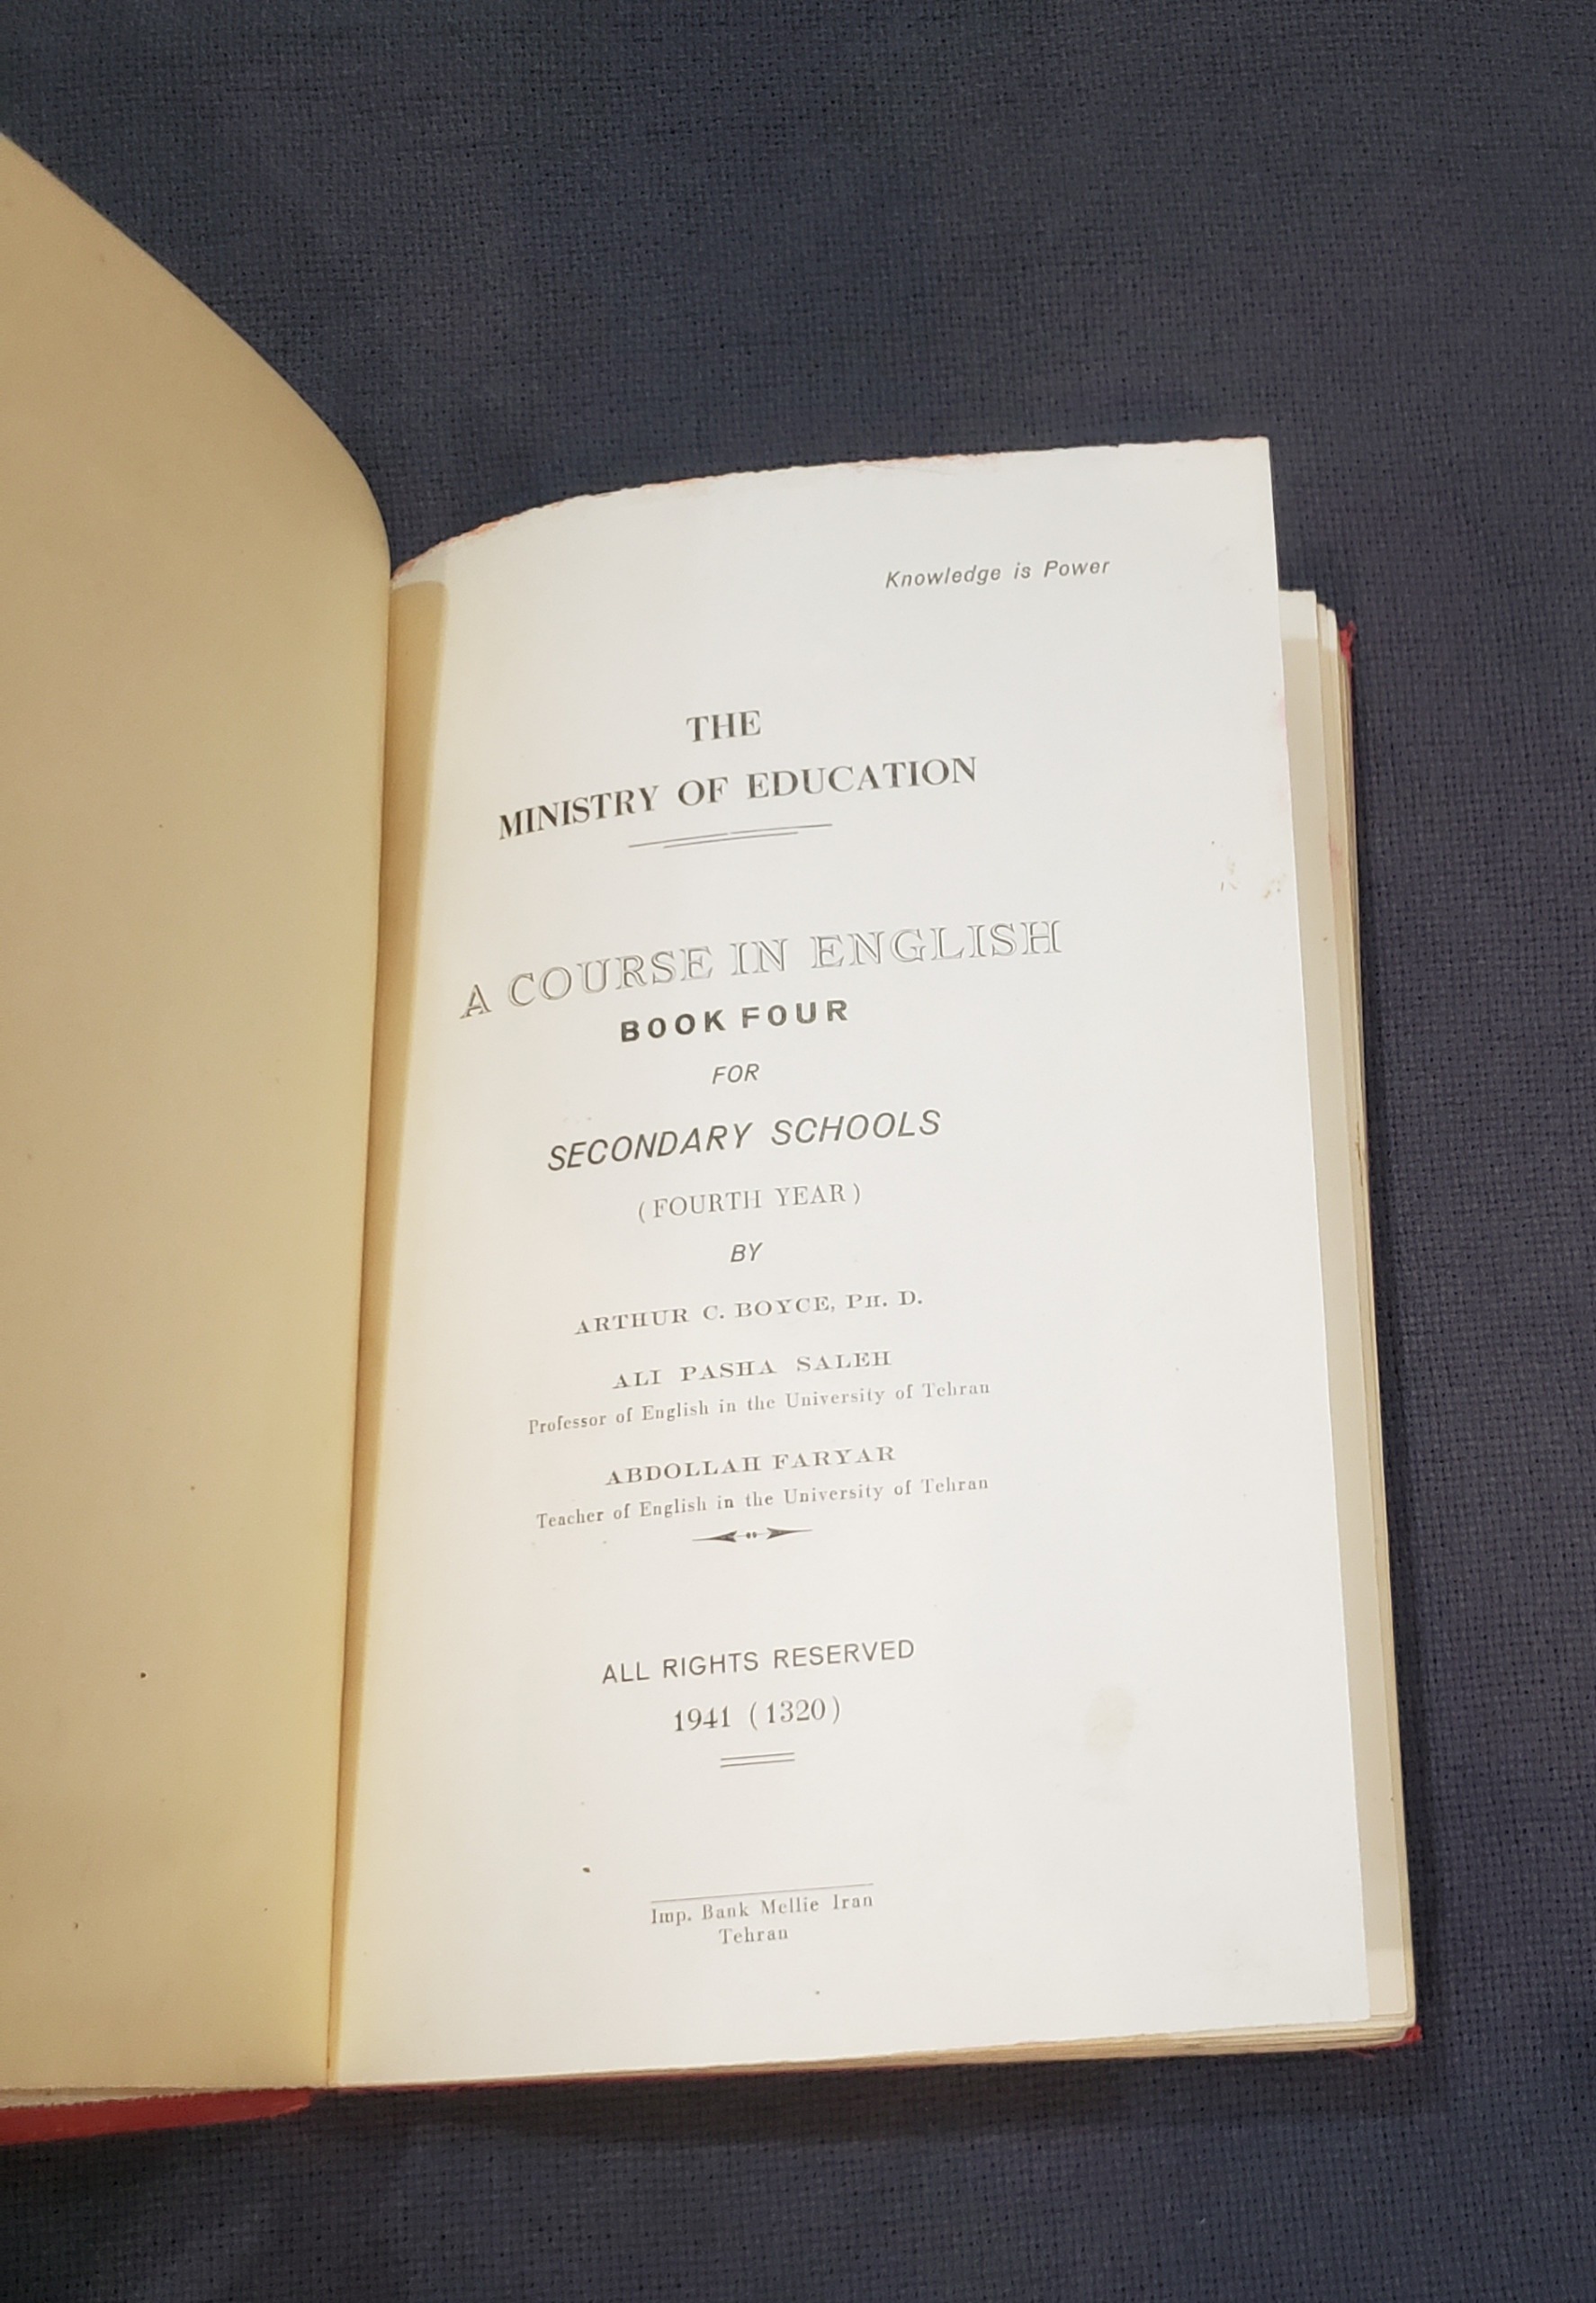 Knowledge is Power
THE
MINISTRY OF EDUCATION
A COURSE IN ENGLISH
BOOK FOUR
FOR
SECONDARY SCHOOLS
(FOURTH YEAR)
BY
ARTHUR C. BOYCE, PH. D.
ALI PASHA SALEH
Professor of English in the University of Tehran
ABDOLLAH FARYAR
Teacher of English in the University of Tehran
ALL RIGHTS RESERVED
1941 (1320)
Imp. Bank Mellie Iran
Tehran